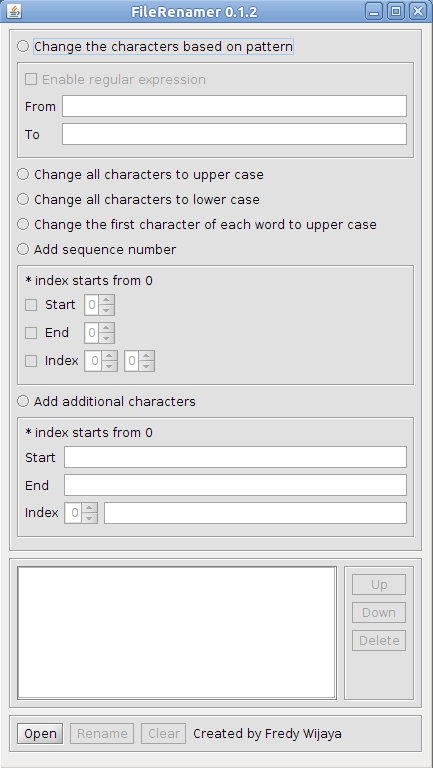 FileRenamer 0.1.2
Change the characters based on pattern
Enable regular expression
From
To
Change all characters to upper case
Change all characters to lower case
Change the first character of each word to upper case
Add sequence number
* index starts from 0
Start 0
End 0
Index 0 0
Add additional characters
* index starts from 0
Start
End
Index 0
Up
Down
Delete
Open Rename Clear Created by Fredy Wijaya